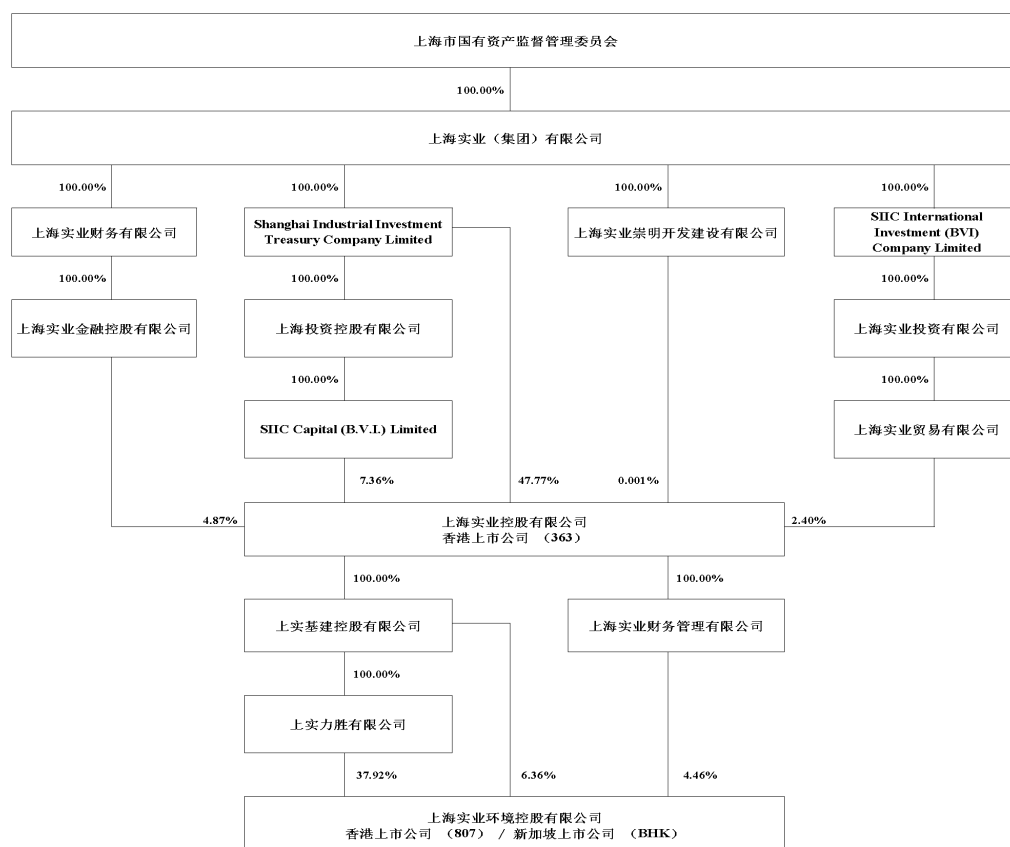 上海市国有资产监督管理委员会
100.00%
上海实业（集团）有限公司
100.00%
100.00%
100.00%
100.00%
上海实业财务有限公司
Shanghai Industrial Investment
Treasury Company Limited
上海实业崇明开发建设有限公司
SIIC International
Investment (BVI)
Company Limited
100.00%
100.00%
100.00%
上海实业金融控股有限公司
上海投资控股有限公司
上海实业投资有限公司
100.00%
100.00%
SIIC Capital (B.V.I.) Limited
上海实业贸易有限公司
7.36%
47.77%
0.001%
4.87%
2.40%
上海实业控股有限公司
香港上市公司 （363）
100.00%
100.00%
上实基建控股有限公司
上海实业财务管理有限公司
100.00%
上实力胜有限公司
37.92%
6.36%
4.46%
上海实业环境控股有限公司
香港上市公司 （807） / 新加坡上市公司 （BHK）